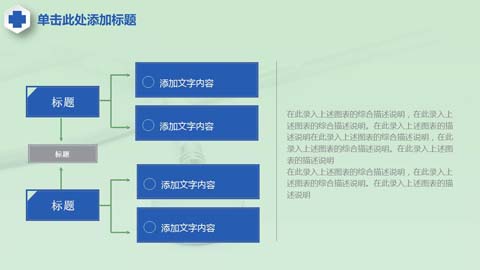 单击此处添加标题
添加文字内容
标题
添加文字内容
标题
添加文字内容
标题
添加文字内容
在此录入上述图表的综合描述说明，在此录入上
述图表的综合描述说明。在此录入上述图表的描
述说明在此录入上述图表的综合描述说明，在此
录入上述图表的综合描述说明。在此录入上述图
表的描述说明
在此录入上述图表的综合描述说明，在此录入上
述图表的综合描述说明。在此录入上述图表的描
述说明